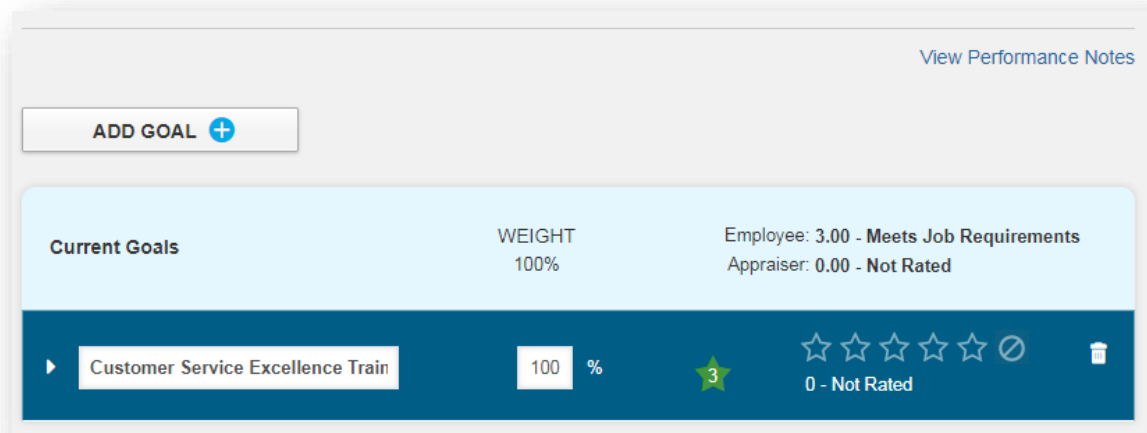 View Performance Notes
ADD GOAL
Current Goals
WEIGHT
100%
Employee: 3.00 - Meets Job Requirements
Appraiser: 0.00 - Not Rated
Customer Service Excellence Train
100 %
3
0 - Not Rated